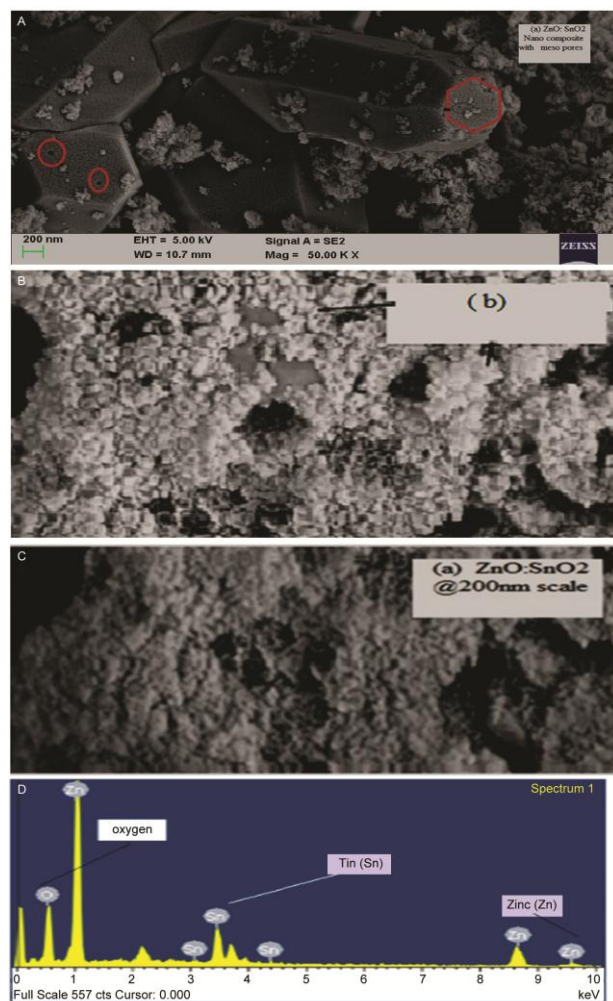 A
(a) ZnO: SnO2
Nano composite
with meso pores
200 nm
EHT = 5.00 kV
Signal A = SE2
WD = 10.7 mm
Mag = 50.00 K X
ZEISS
B
(b)
C
(a) ZnO:SnO2
@200nm scale
D
Spectrum 1
Zn
oxygen
Tin (Sn)
Zinc (Zn)
O
Sn
Sn
Sn
Zn
Zn
0 1 2 3 4 5 6 7 8 9 10
Full Scale 557 cts Cursor: 0.000
keV